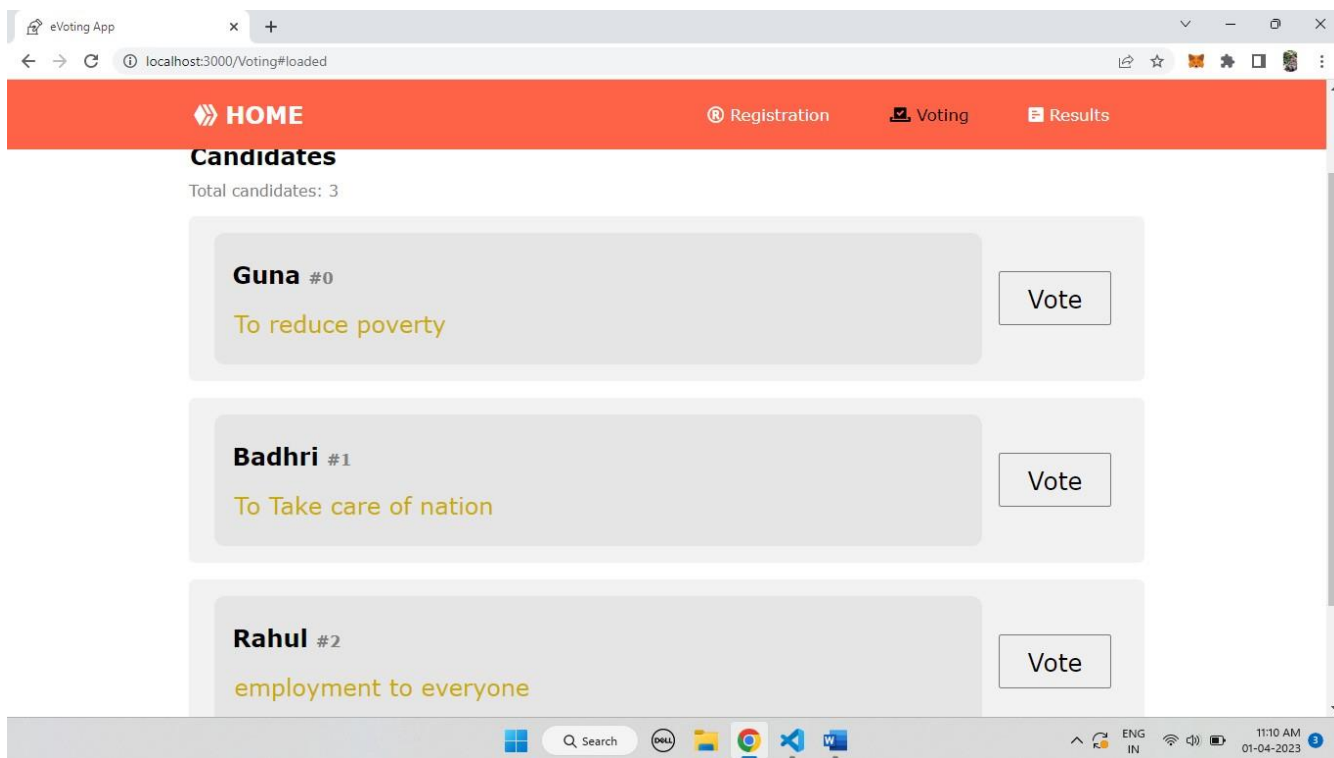 eVoting App
localhost:3000/Voting#loaded
HOME
Registration
Voting
Results
Candidates
Total candidates: 3
Guna #0
To reduce poverty
Vote
Badhri #1
To Take care of nation
Vote
Rahul #2
employment to everyone
Vote
Search
DELL
ENG
IN
11:10 AM
01-04-2023
3